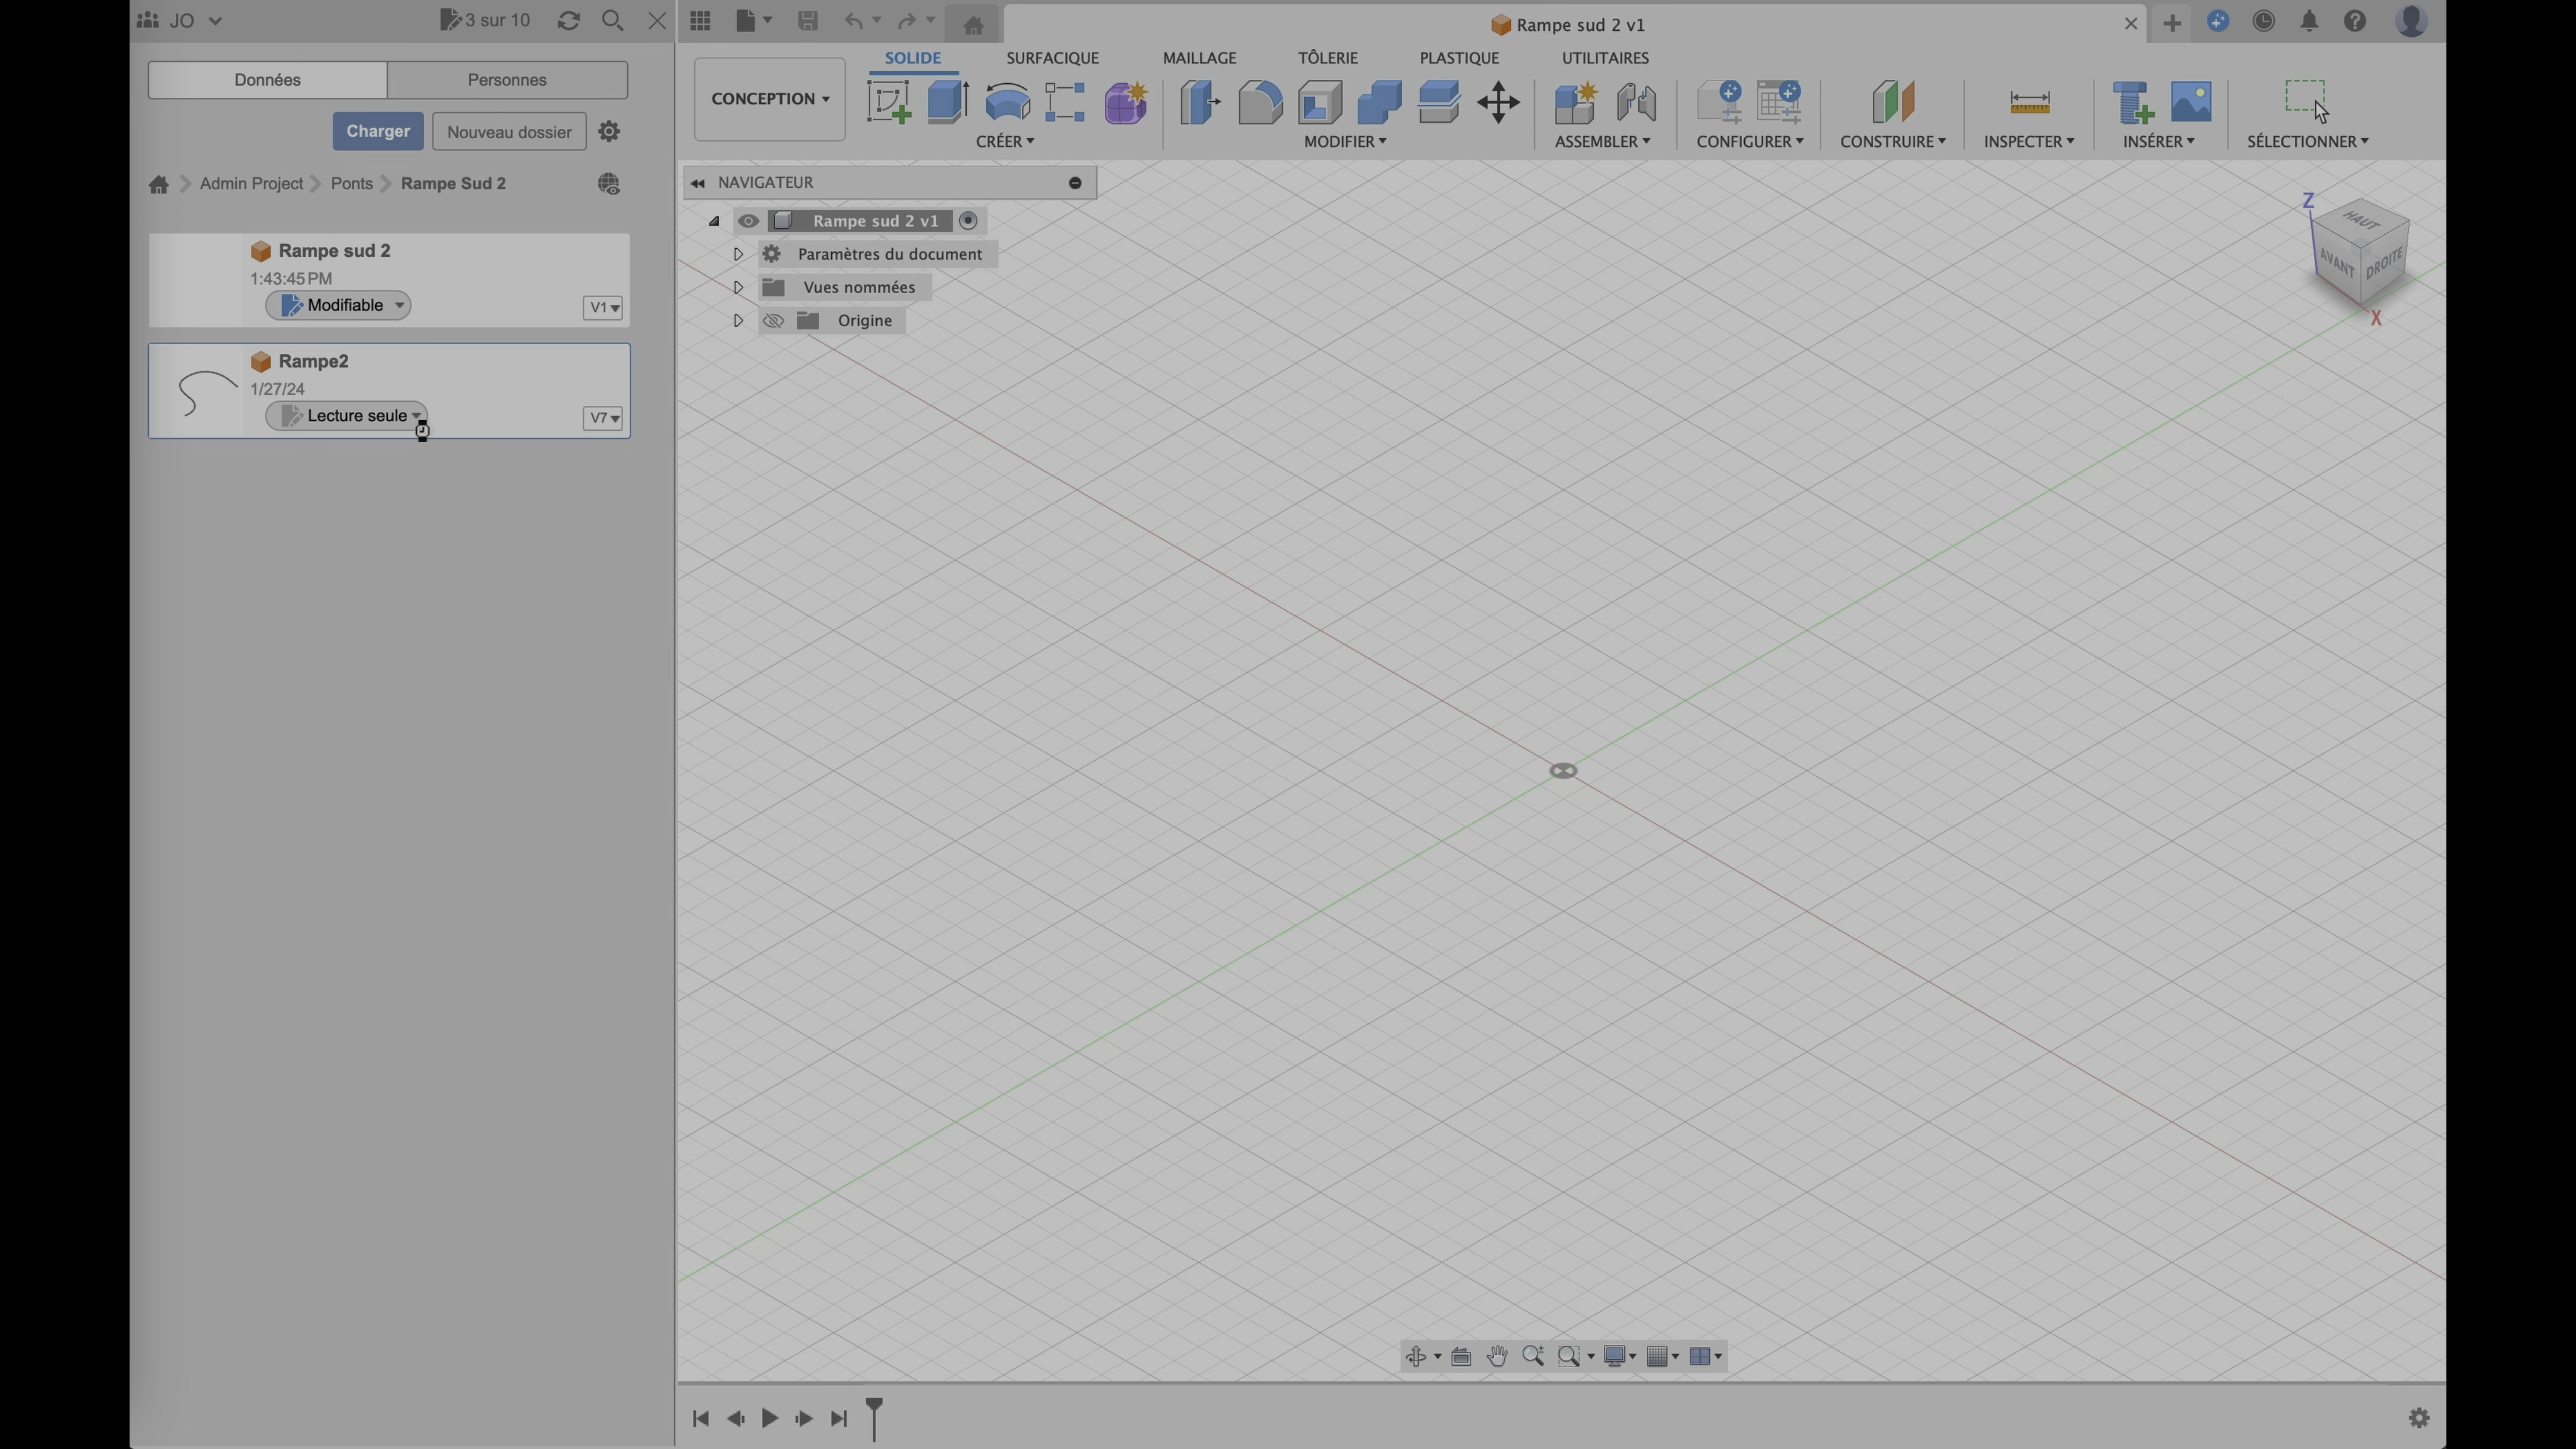 JO
3 sur 10
Rampe sud 2 v1
Données
Personnes
Charger
Nouveau dossier
Admin Project
Ponts
Rampe Sud 2
Rampe sud 2
1:43:45 PM
Modifiable
V1
Rampe2
1/27/24
Lecture seule
V7
CONCEPTION
SOLIDE
SURFACIQUE
MAILLAGE
TÔLERIE
PLASTIQUE
UTILITAIRES
CRÉER
MODIFIER
ASSEMBLER
CONFIGURER
CONSTRUIRE
INSPECTER
INSÉRER
SÉLECTIONNER
NAVIGATEUR
Rampe sud 2 v1
Paramètres du document
Vues nommées
Origine
Z
HAUT
AVANT
DROITE
X